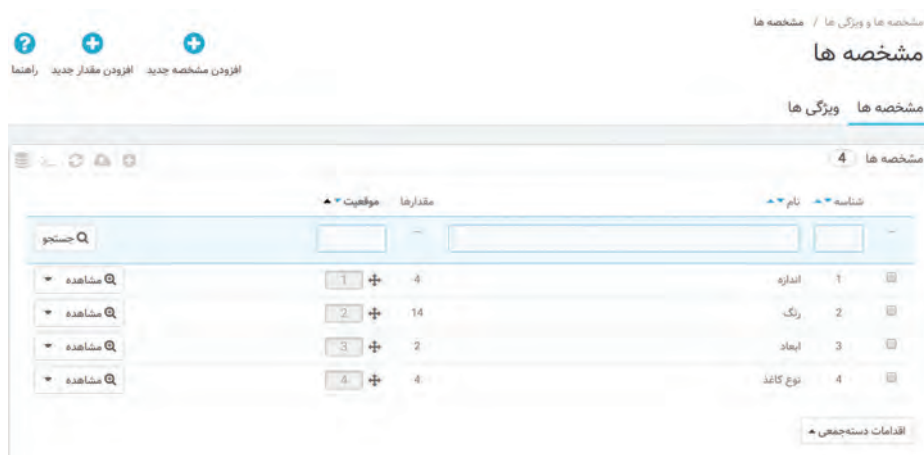 مشخصه ها و ویژگی ها / مشخصه ها
مشخصه ها
افزودن مشخصه جدید افزودن مقدار جدید راهنما
مشخصه ها ویژگی ها
مشخصه ها 4
شناسه نام مقدارها موقعیت
-- -- جستجو
1 اندازه 4 1 مشاهده
2 رنگ 14 2 مشاهده
3 ابعاد 2 3 مشاهده
4 نوع کاغذ 4 4 مشاهده
اقدامات دسته‌جمعی